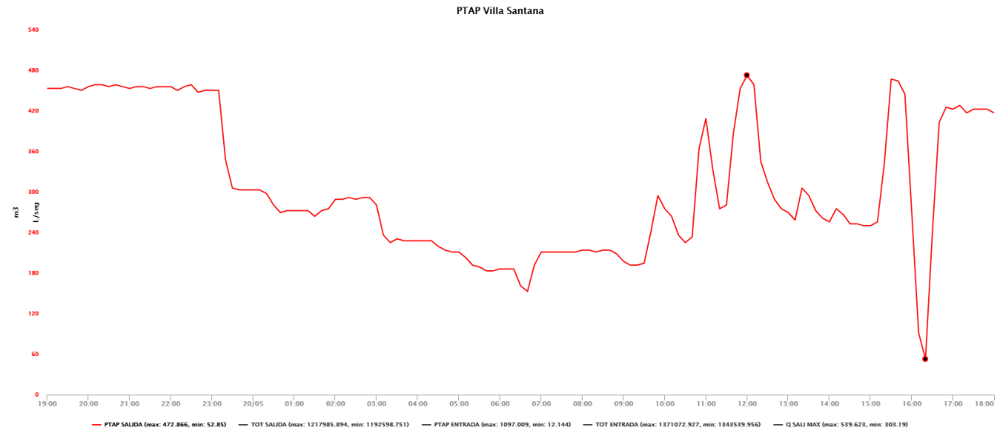 PTAP Villa Santana
540
480
420
360
300
240
180
120
60
0
m3
L/seg
19:00 20:00 21:00 22:00 23:00 20/05 01:00 02:00 03:00 04:00 05:00 06:00 07:00 08:00 09:00 10:00 11:00 12:00 13:00 14:00 15:00 16:00 17:00 18:00
PTAP SALIDA (max: 472.866, min: 52.85) TOT SALIDA (max: 1217985.894, min: 1192598.751) PTAP ENTRADA (max: 1097.009, min: 12.144) TOT ENTRADA (max: 1371072.927, min: 1343539.956) Q SALI MAX (max: 539.623, min: 303.19)